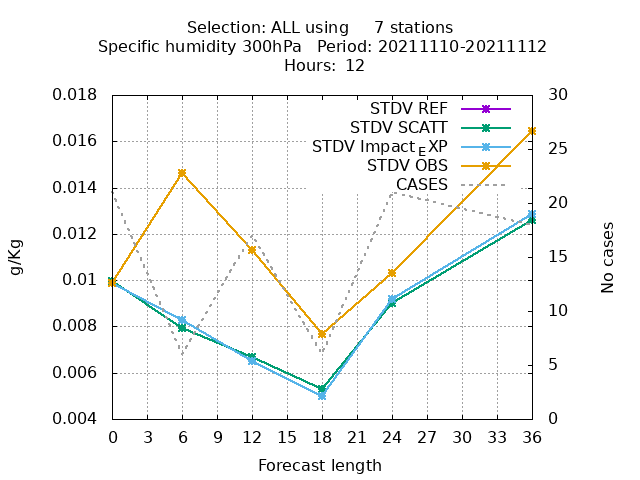 Selection: ALL using     7 stations
Specific humidity 300hPa   Period: 20211110-20211112
Hours:  12
0.018
0.016
0.014
0.012
0.01
0.008
0.006
0.004
g/Kg
STDV REF
STDV SCATT
STDV Impact_EXP
STDV OBS
CASES
30
25
20
15
10
5
0
No cases
0 3 6 9 12 15 18 21 24 27 30 33 36
Forecast length